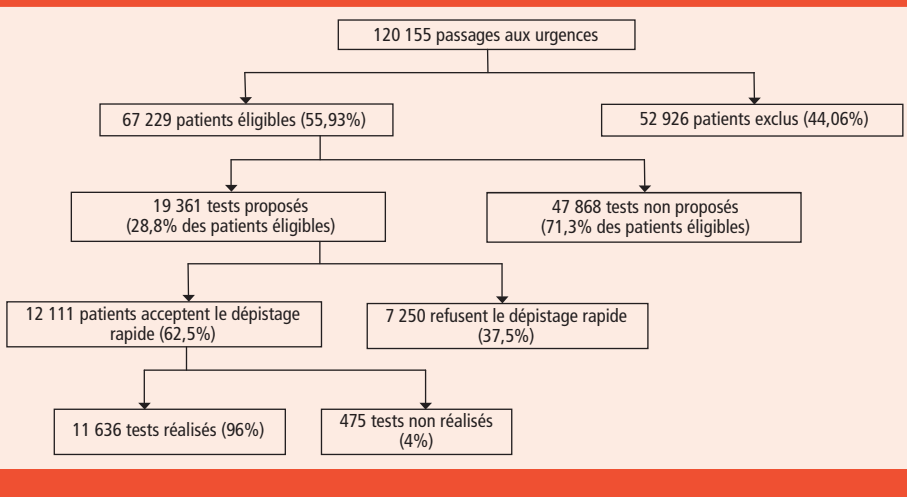 120 155 passages aux urgences
67 229 patients éligibles (55,93%)
52 926 patients exclus (44,06%)
19 361 tests proposés
(28,8% des patients éligibles)
47 868 tests non proposés
(71,3% des patients éligibles)
12 111 patients acceptent le dépistage
rapide (62,5%)
7 250 refusent le dépistage rapide
(37,5%)
11 636 tests réalisés (96%)
475 tests non réalisés
(4%)